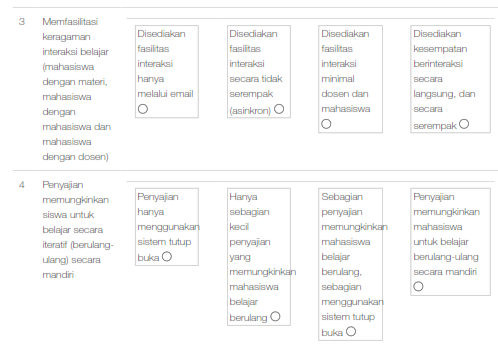 3
Memfasilitasi
keragaman
interaksi belajar
(mahasiswa
dengan materi,
mahasiswa
dengan
mahasiswa dan
mahasiswa
dengan dosen)
Disediakan
fasilitas
interaksi
hanya
melalui email
Disediakan
fasilitas
interaksi
secara tidak
serempak
(asinkron)
Disediakan
fasilitas
interaksi
minimal
dosen dan
mahasiswa
Disediakan
kesempatan
berinteraksi
secara
langsung, dan
secara
serempak
4
Penyajian
memungkinkan
siswa untuk
belajar secara
iteratif (berulang-
ulang) secara
mandiri
Penyajian
hanya
menggunakan
sistem tutup
buka
Hanya
sebagian
kecil
penyajian
yang
memungkinkan
mahasiswa
belajar
berulang
Sebagian
penyajian
memungkinkan
mahasiswa
belajar
berulang,
sebagian
menggunakan
sistem tutup
buka
Penyajian
memungkinkan
mahasiswa
untuk belajar
berulang-ulang
secara mandiri